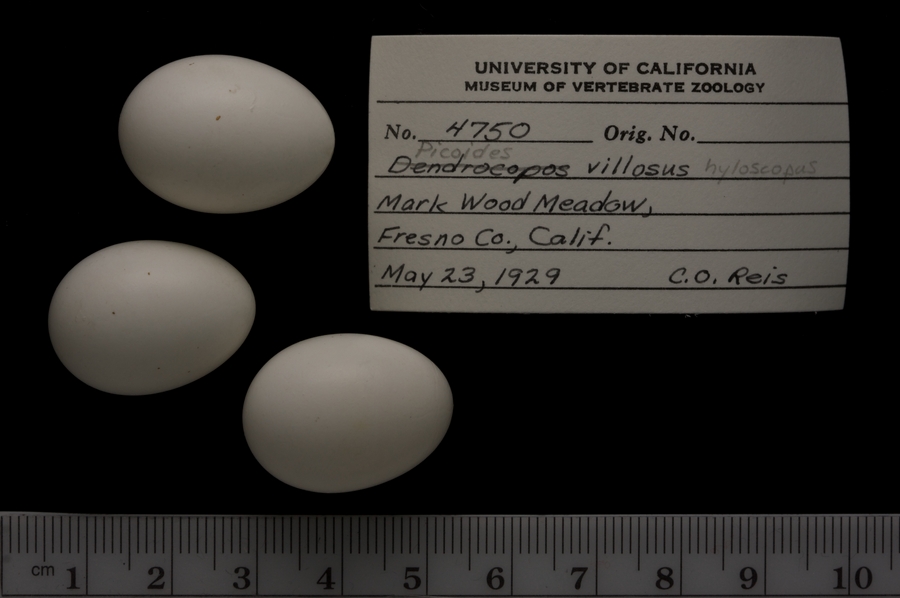 UNIVERSITY OF CALIFORNIA
MUSEUM OF VERTEBRATE ZOOLOGY
No. 4750 Orig. No.
Picoides
Dendrocopos villosus hyloscopus
Mark Wood Meadow,
Fresno Co., Calif.
May 23, 1929 C.O. Reis
cm 1 2 3 4 5 6 7 8 9 10